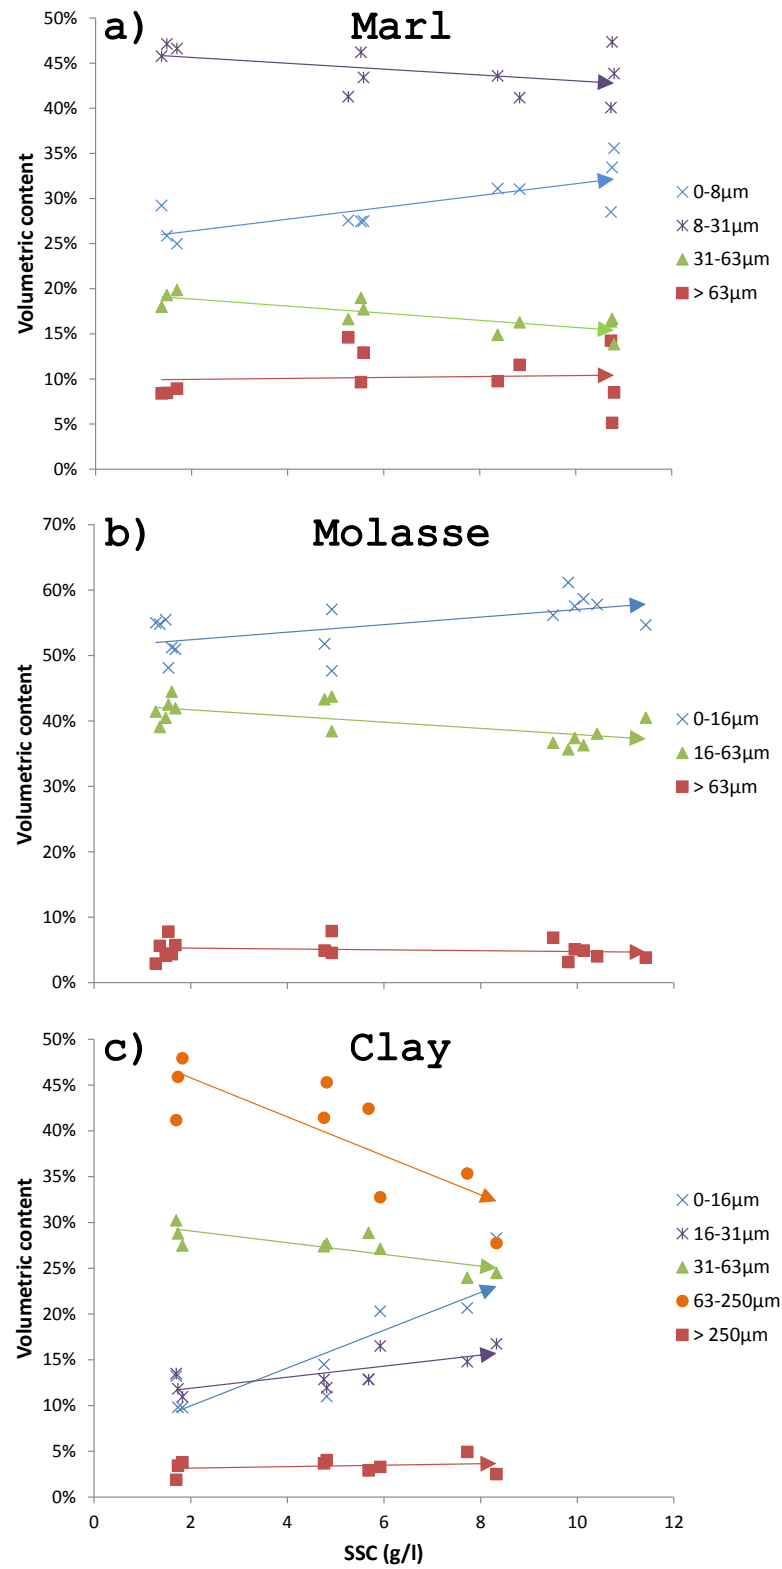 a) Marl
50%
45%
40%
35%
30%
25%
20%
15%
10%
5%
0%
Volumetric content
0-8µm
8-31µm
31-63µm
> 63µm
b) Molasse
70%
60%
50%
40%
30%
20%
10%
0%
Volumetric content
0-16µm
16-63µm
> 63µm
c) Clay
50%
45%
40%
35%
30%
25%
20%
15%
10%
5%
0%
Volumetric content
0-16µm
16-31µm
31-63µm
63-250µm
> 250µm
0 2 4 6 8 10 12
SSC (g/l)